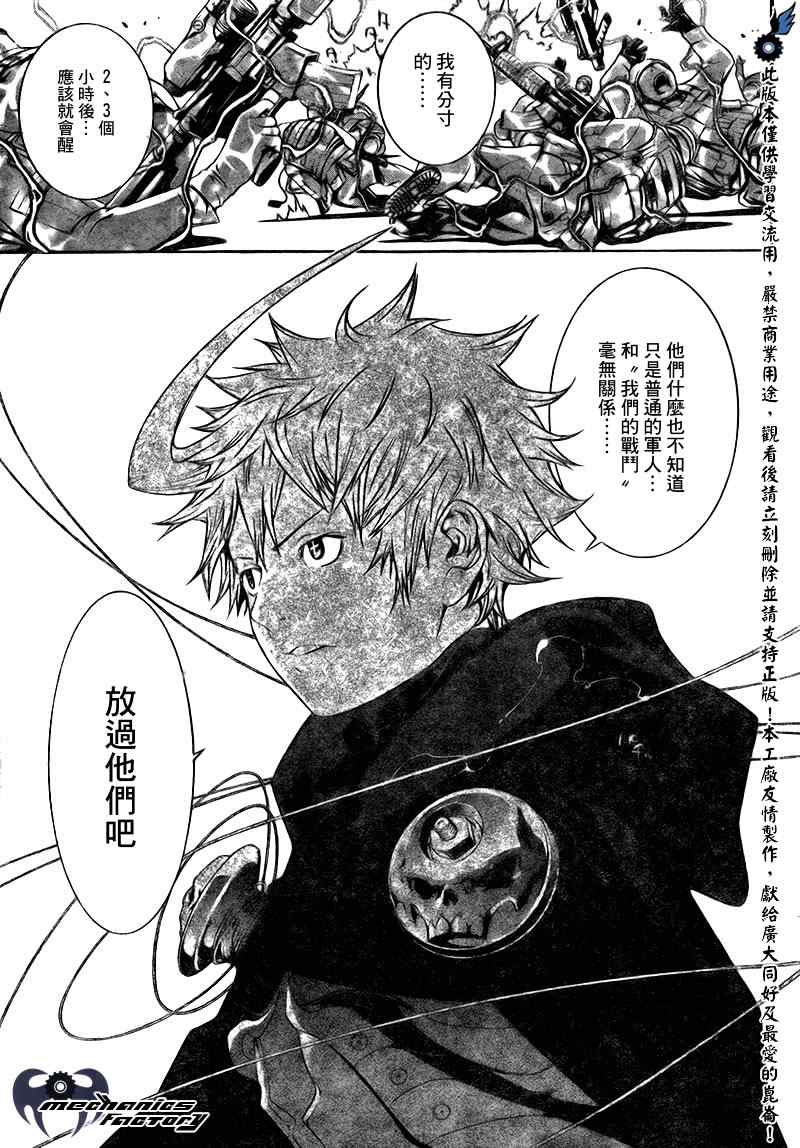 我有分寸
的……
2、3個
小時後…
應該就會醒
他們什麼也不知道
只是普通的軍人…
和〝我們的戰鬥〞
毫無關係……
放過他們吧
此版本僅供學習交流用，嚴禁商業用途，觀看後請立刻刪除並請支持正版！本工廠友情製作，獻給廣大同好及最愛的崑崙！
mechanics
factory